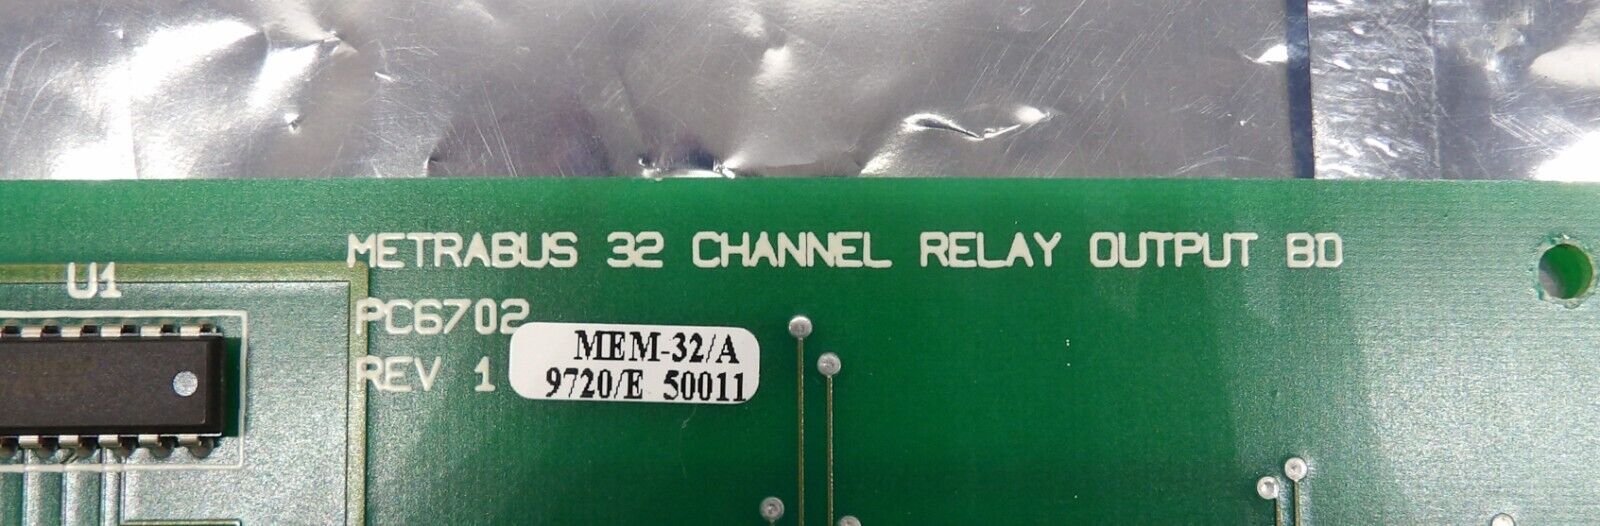 METRABUS 32 CHANNEL RELAY OUTPUT BD
U1
PC6702
REV 1
MEM-32/A
9720/E 50011